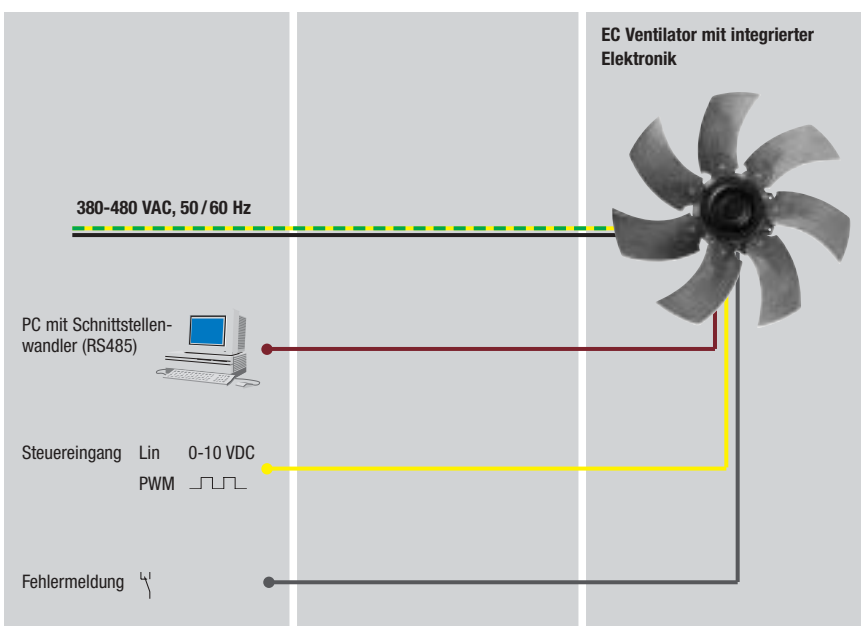 EC Ventilator mit integrierter
Elektronik
380-480 VAC, 50/60 Hz
PC mit Schnittstellen-
wandler (RS485)
Steuereingang Lin 0-10 VDC
PWM
Fehlermeldung